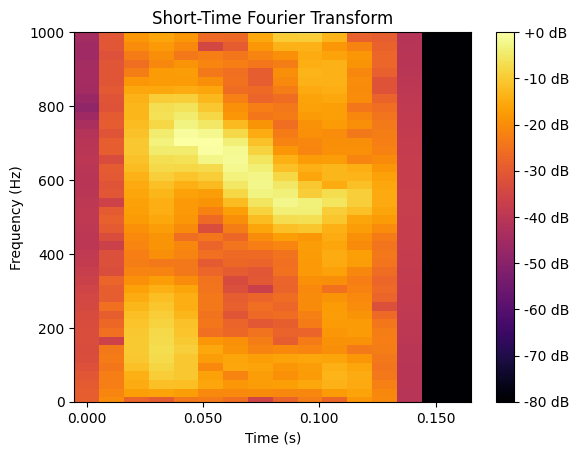 Short-Time Fourier Transform
1000
800
600
400
200
0
Frequency (Hz)
0.000
0.050
0.100
0.150
Time (s)
+0 dB
-10 dB
-20 dB
-30 dB
-40 dB
-50 dB
-60 dB
-70 dB
-80 dB